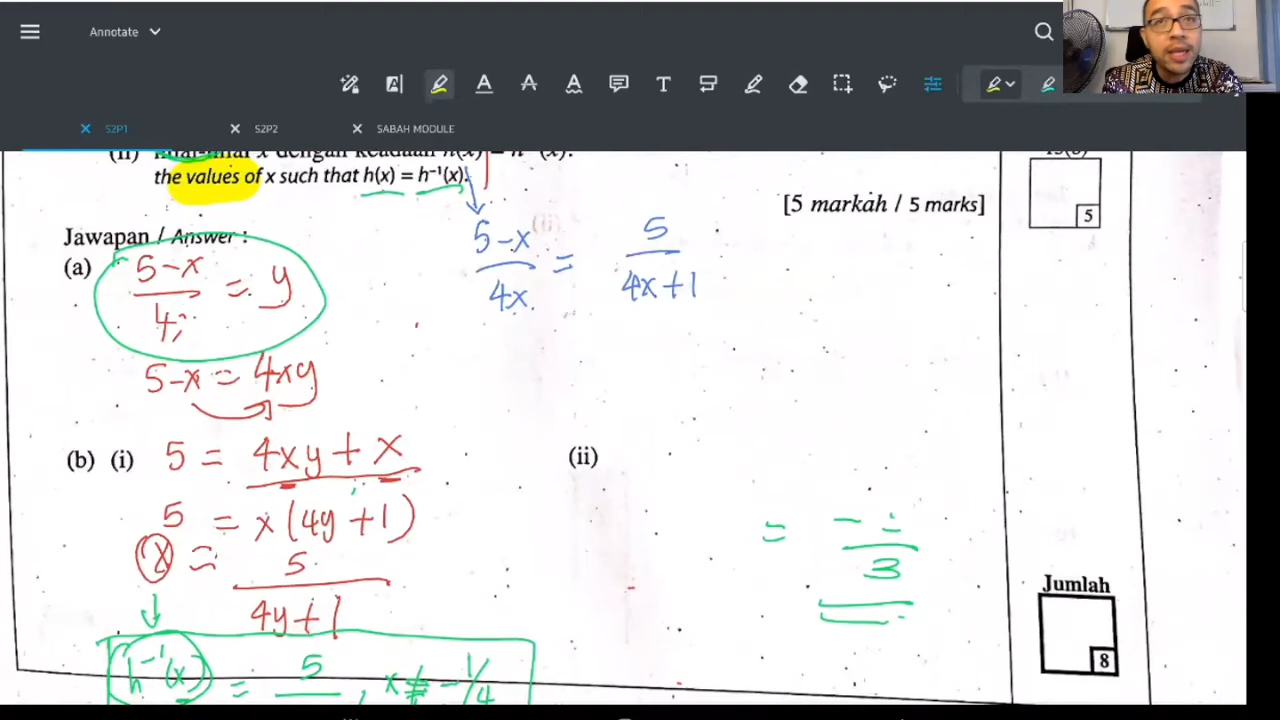 Annotate
S2P1
S2P2
SABAH MODULE
the values of x such that h(x) = h⁻¹(x).
[5 markah / 5 marks]
5
Jawapan / Answer :
(a)
5-x/4x = y
5-x/4x = 5/4x+1
5-x = 4xy
(b) (i) 5 = 4xy + x
(ii)
5 = x(4y+1)
x = 5/4y+1
= - /3
Jumlah
8
h⁻¹(x) = 5/ , x ≠ -1/4